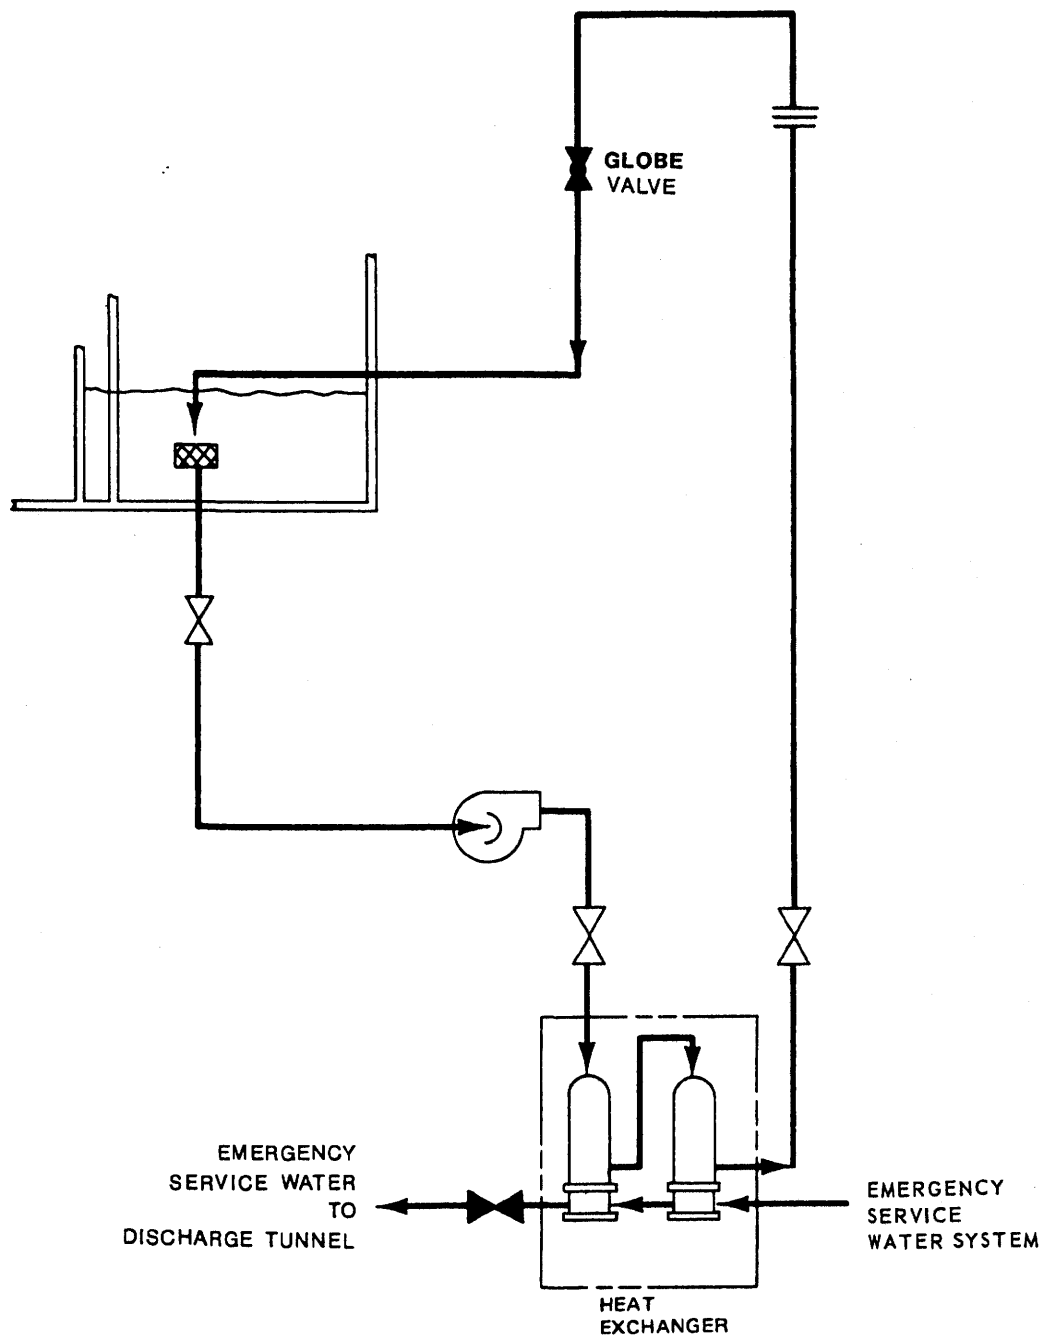 GLOBE
VALVE
EMERGENCY
SERVICE WATER
TO
DISCHARGE TUNNEL
EMERGENCY
SERVICE
WATER SYSTEM
HEAT
EXCHANGER